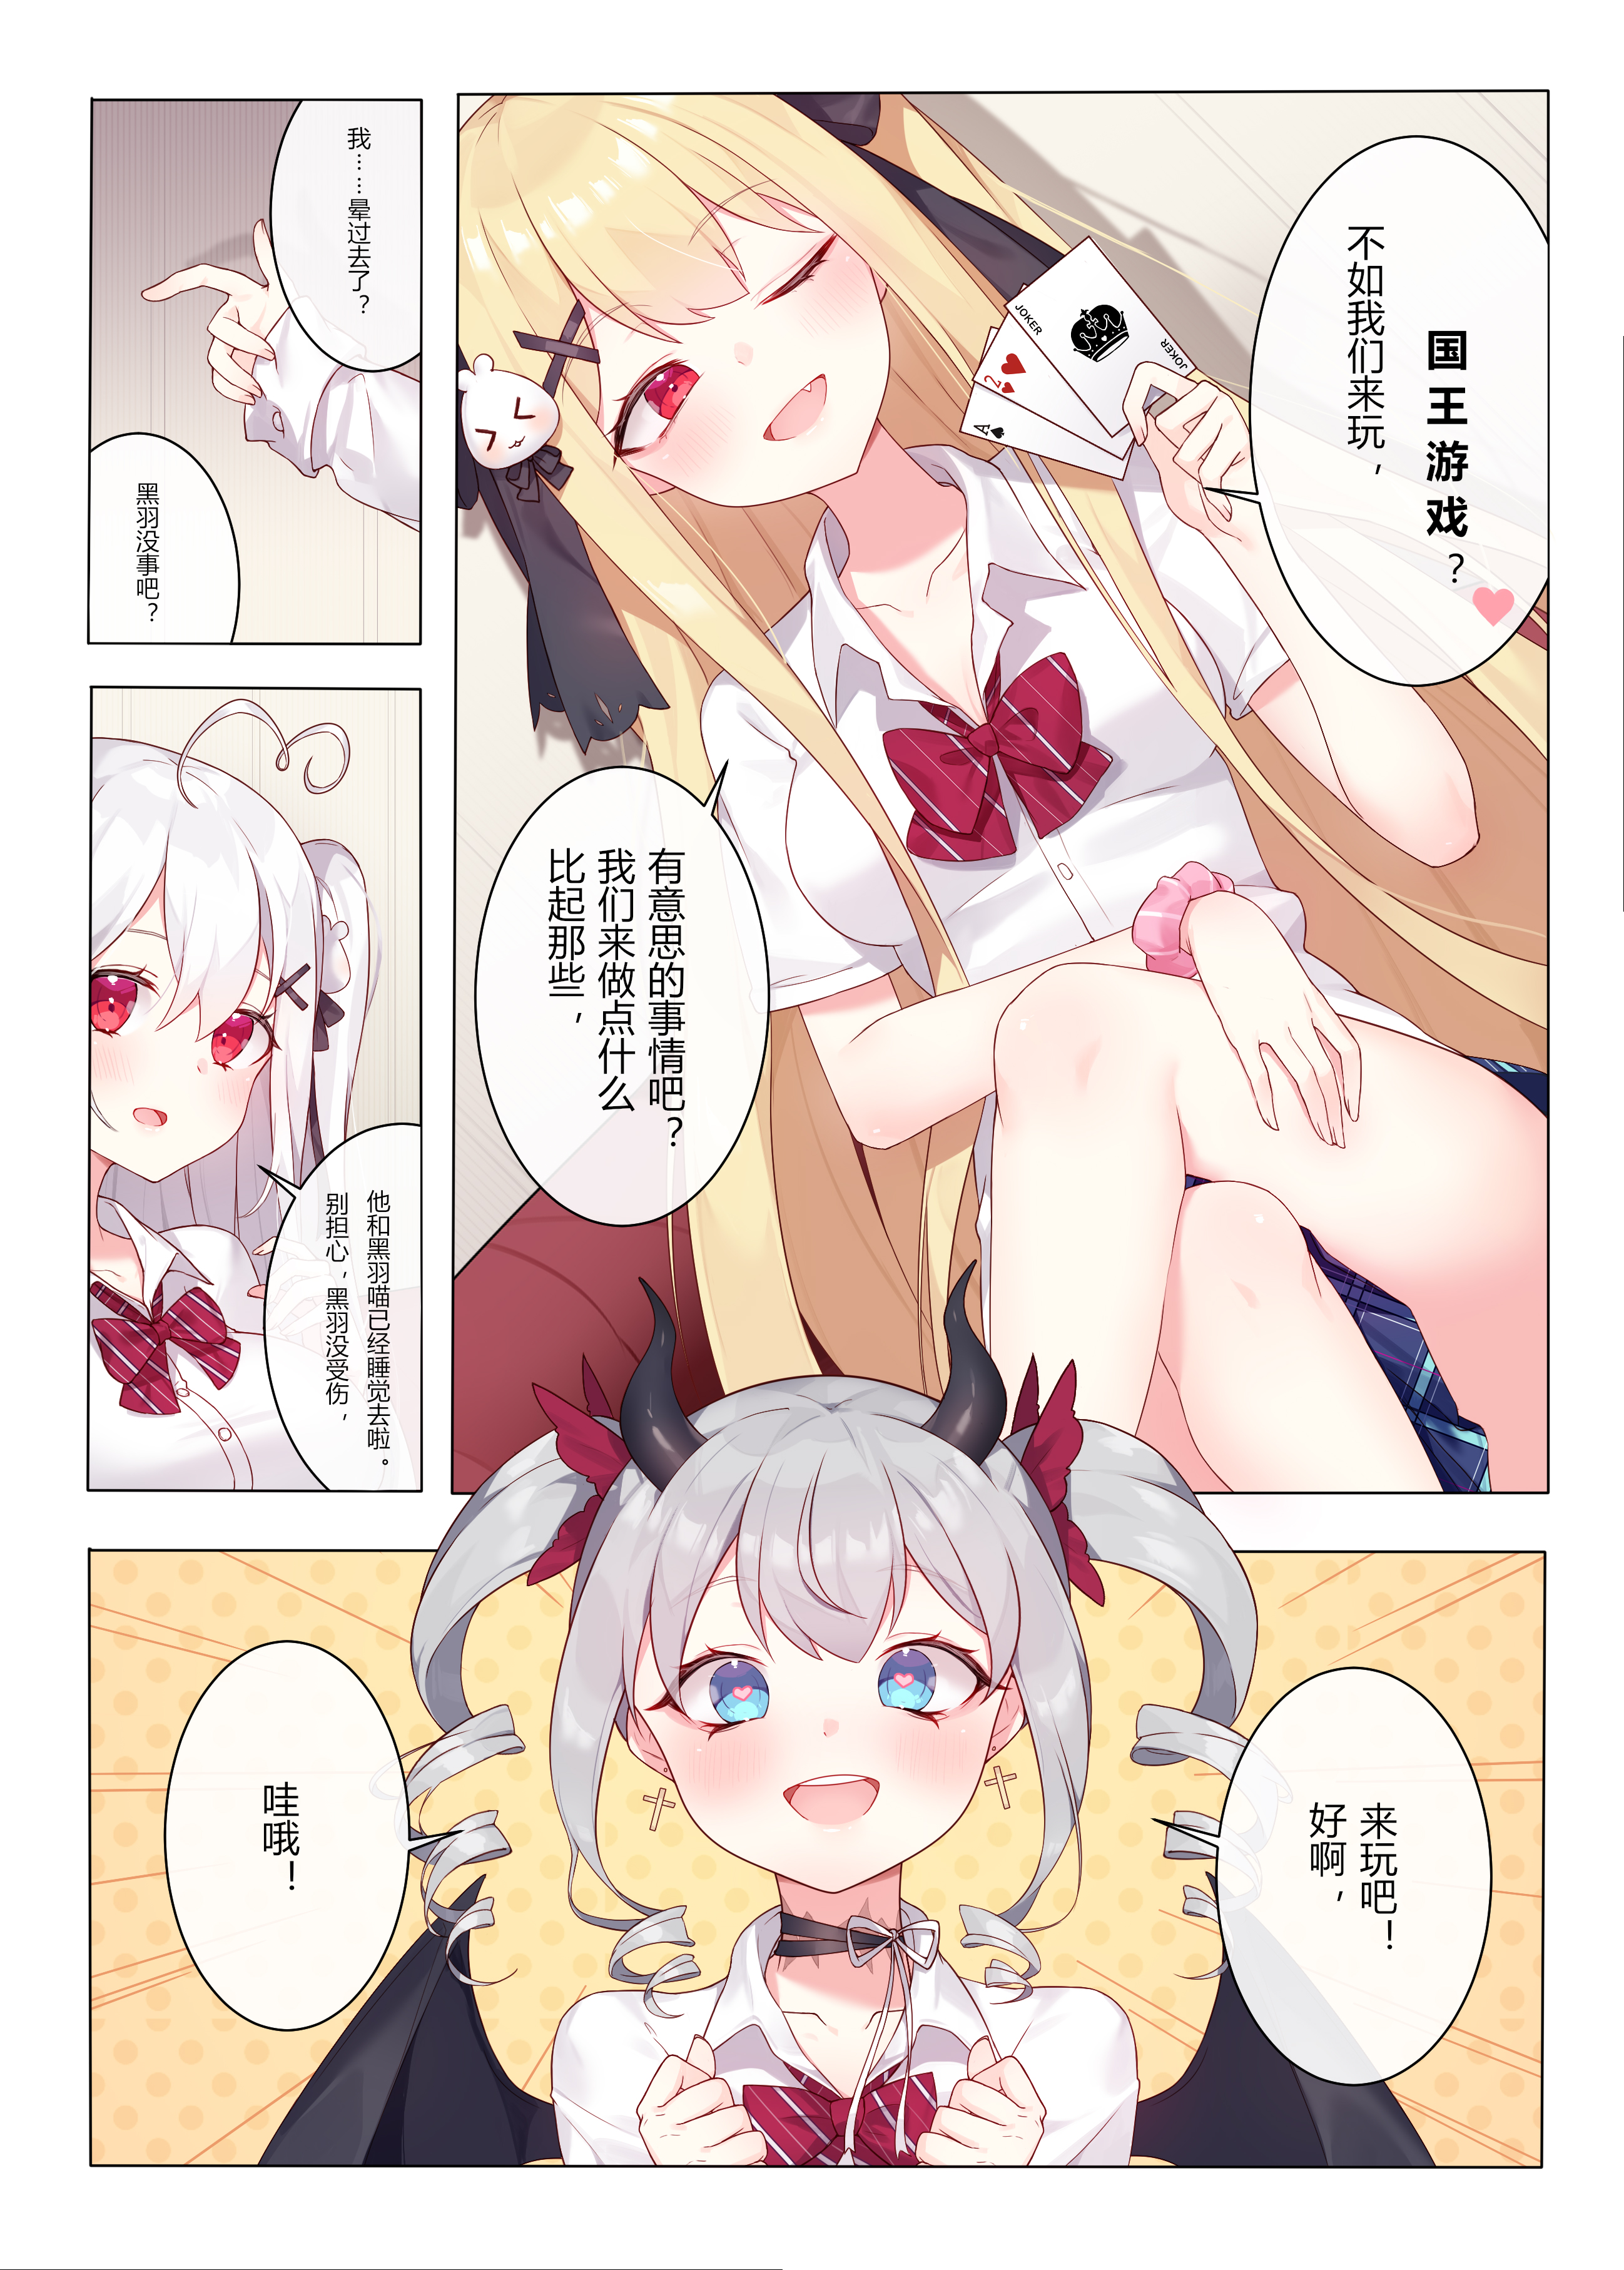 我……晕过去了？
黑羽没事吧？
别担心，黑羽没受伤，
他和黑羽喵已经睡觉去啦。
比起那些，
我们来做点什么
有意思的事情吧？
不如我们来玩，
国王游戏？
JOKER
JOKER
2
A
哇哦！
好啊，
来玩吧！